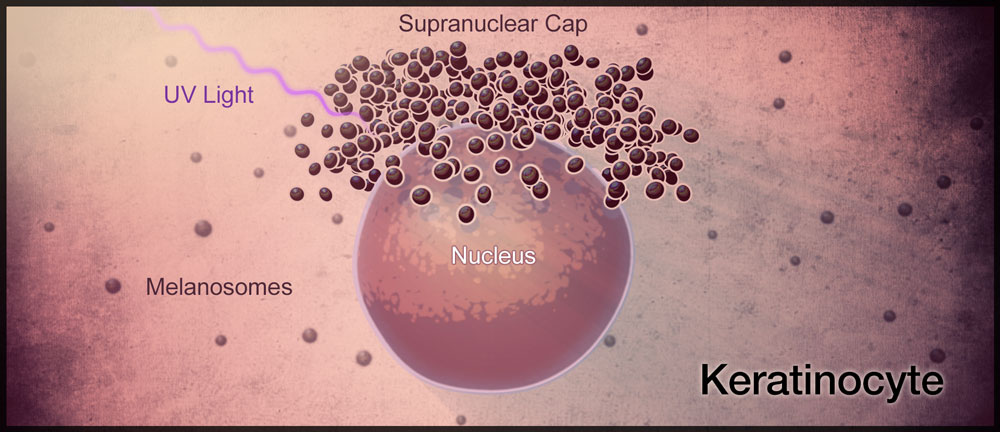 Supranuclear Cap
UV Light
Nucleus
Melanosomes
Keratinocyte